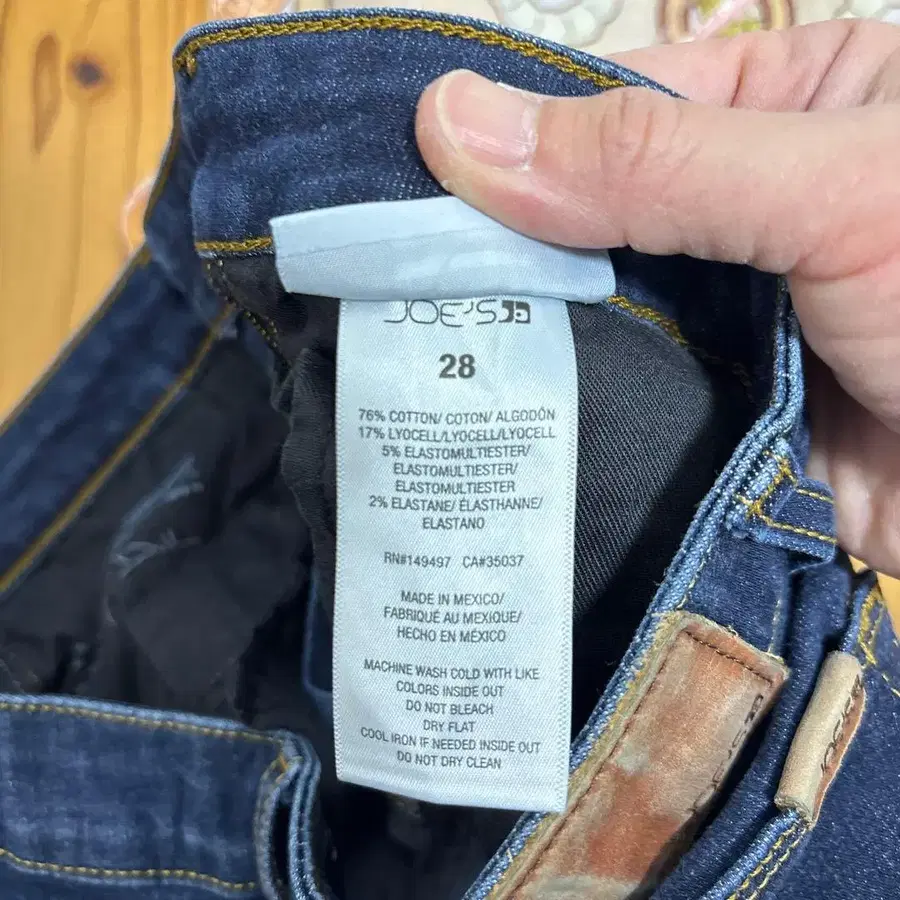 JOE'S
28
76% COTTON/ COTON/ ALGODÓN
17% LYOCELL/LYOCELL/LYOCELL
5% ELASTOMULTIESTER/
ELASTOMULTIESTER/
ELASTOMULTIESTER
2% ELASTANE/ ÉLASTHANNE/
ELASTANO
RN#149497 CA#35037
MADE IN MEXICO/
FABRIQUÉ AU MEXIQUE/
HECHO EN MÉXICO
MACHINE WASH COLD WITH LIKE
COLORS INSIDE OUT
DO NOT BLEACH
DRY FLAT
COOL IRON IF NEEDED INSIDE OUT
DO NOT DRY CLEAN
JOE'S
JOE'S